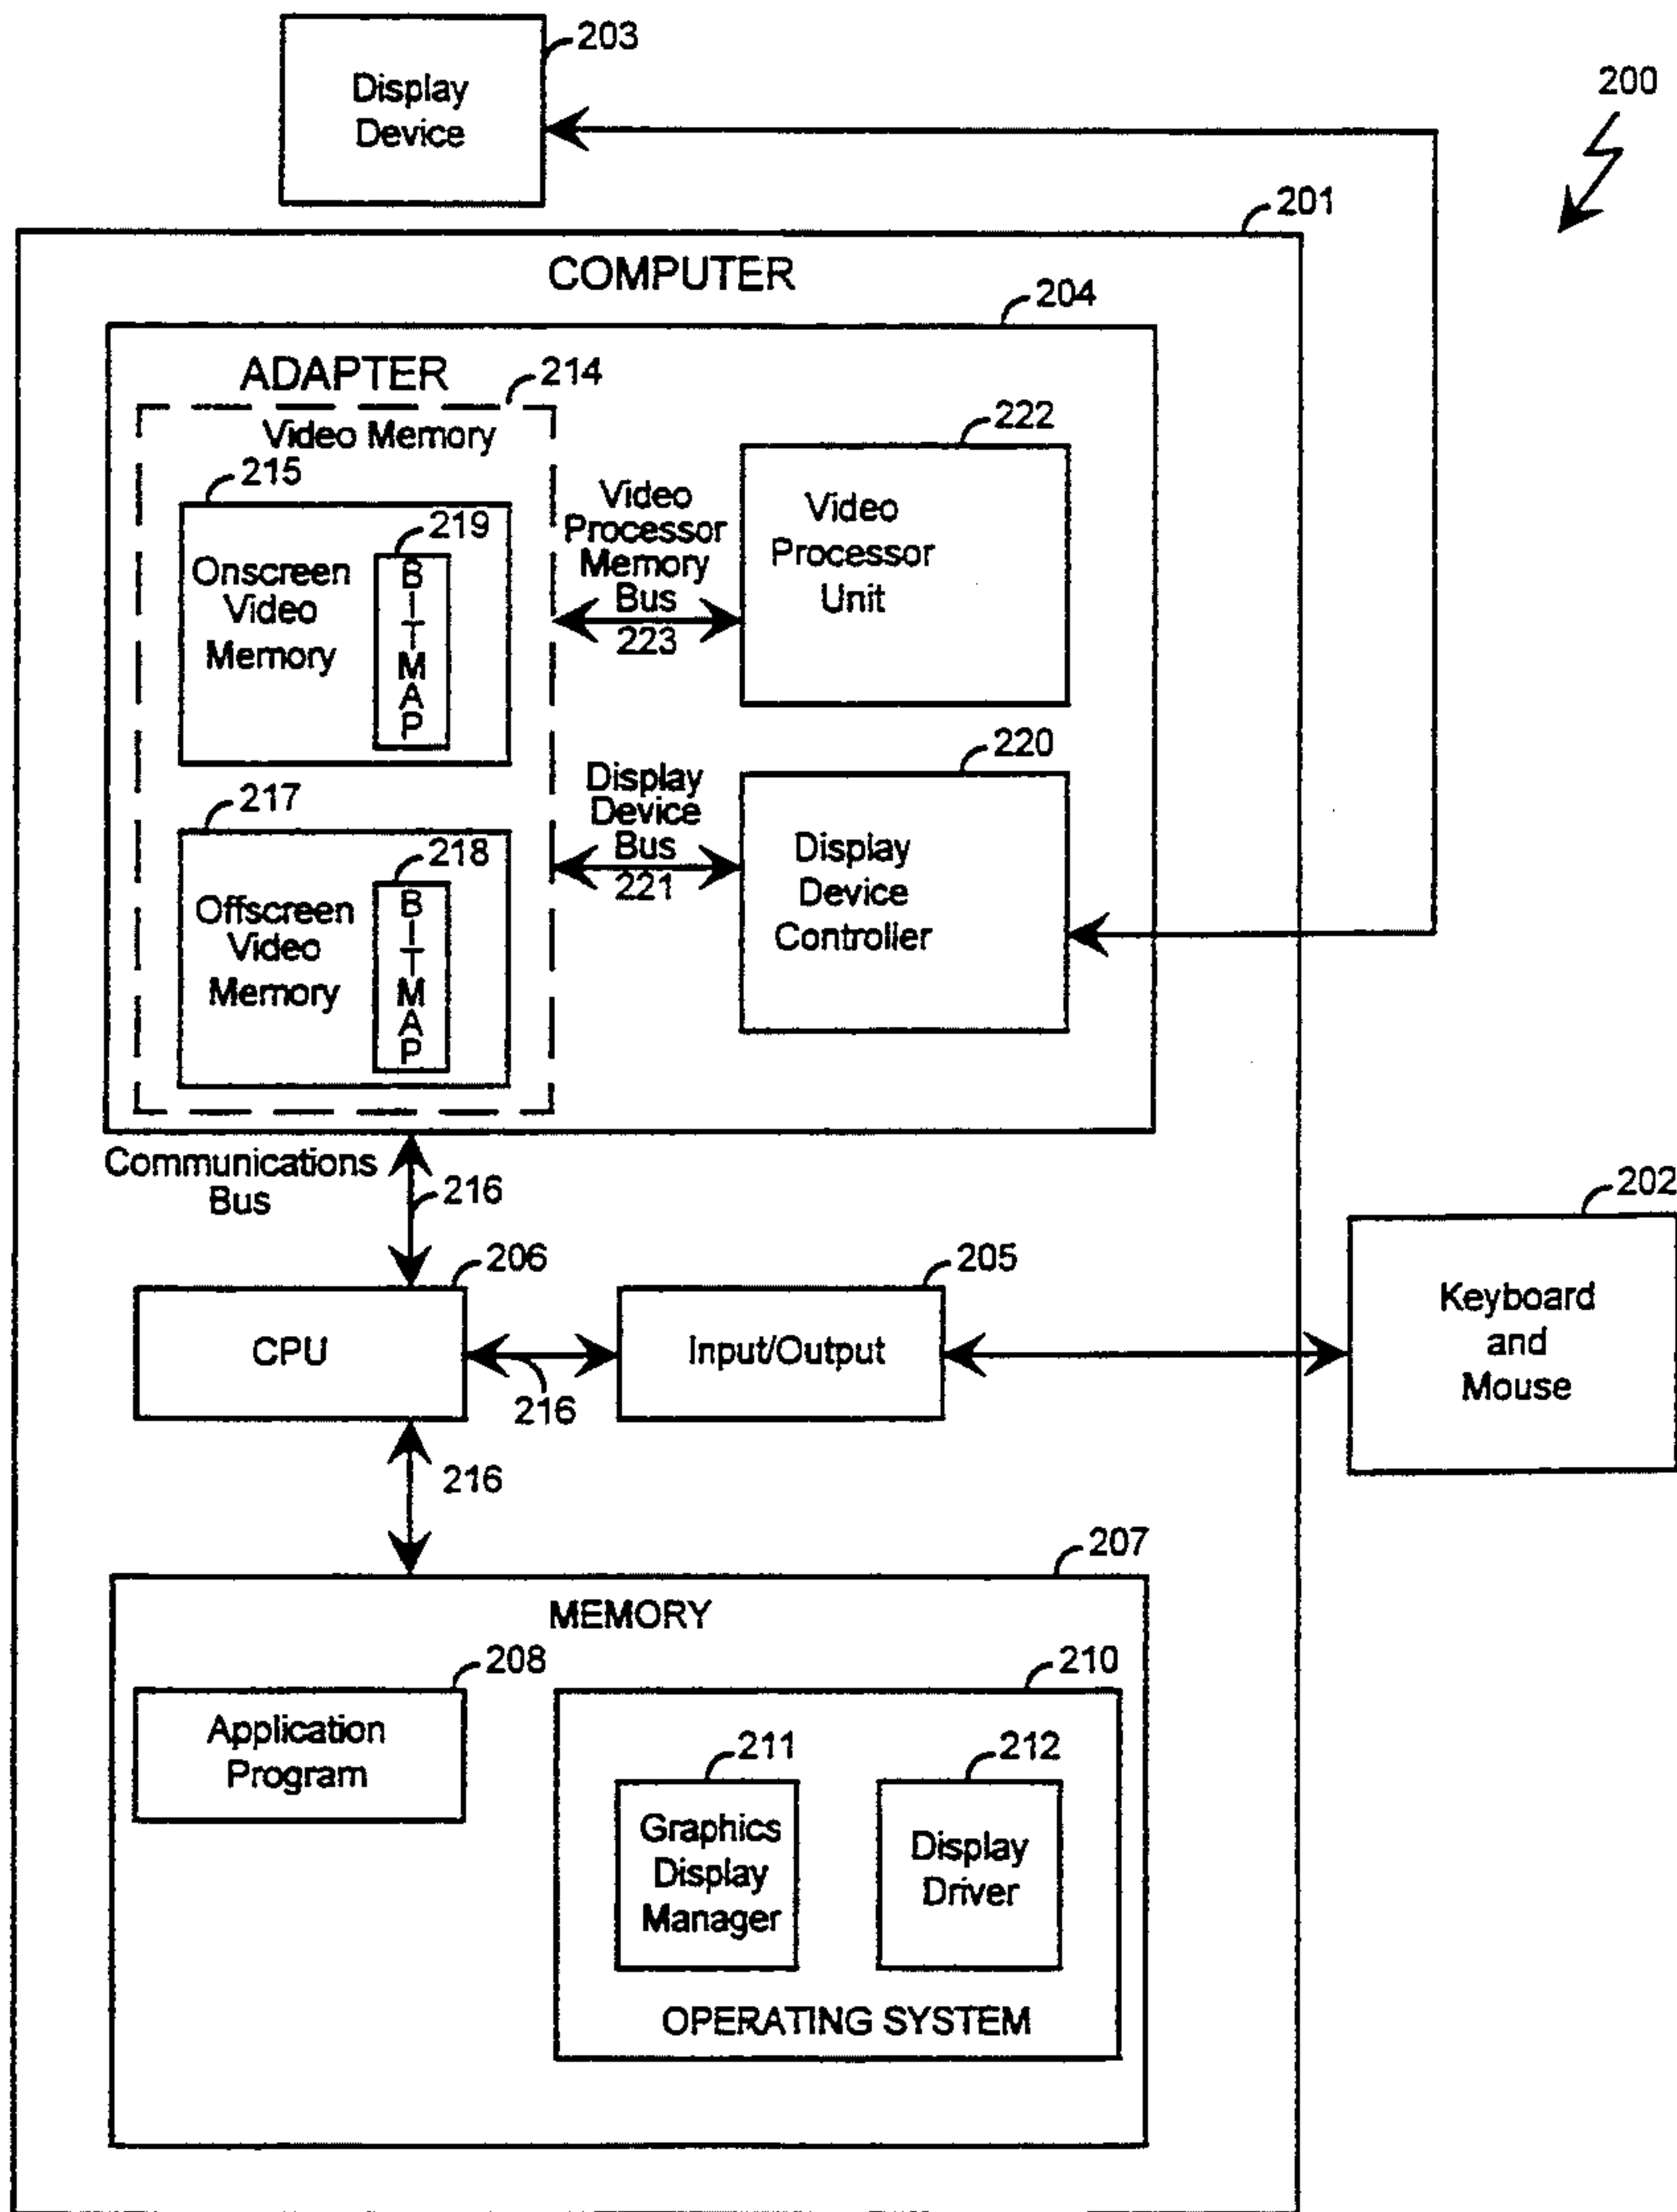 203
Display
Device
200
201
COMPUTER
204
ADAPTER
214
Video Memory
215
219
Onscreen
Video
Memory
BITMAP
Video
Processor
Memory
Bus
223
222
Video
Processor
Unit
217
218
Offscreen
Video
Memory
BITMAP
Display
Device
Bus
221
220
Display
Device
Controller
Communications
Bus
216
206
CPU
216
205
Input/Output
202
Keyboard
and
Mouse
216
207
MEMORY
208
Application
Program
210
211
Graphics
Display
Manager
212
Display
Driver
OPERATING SYSTEM